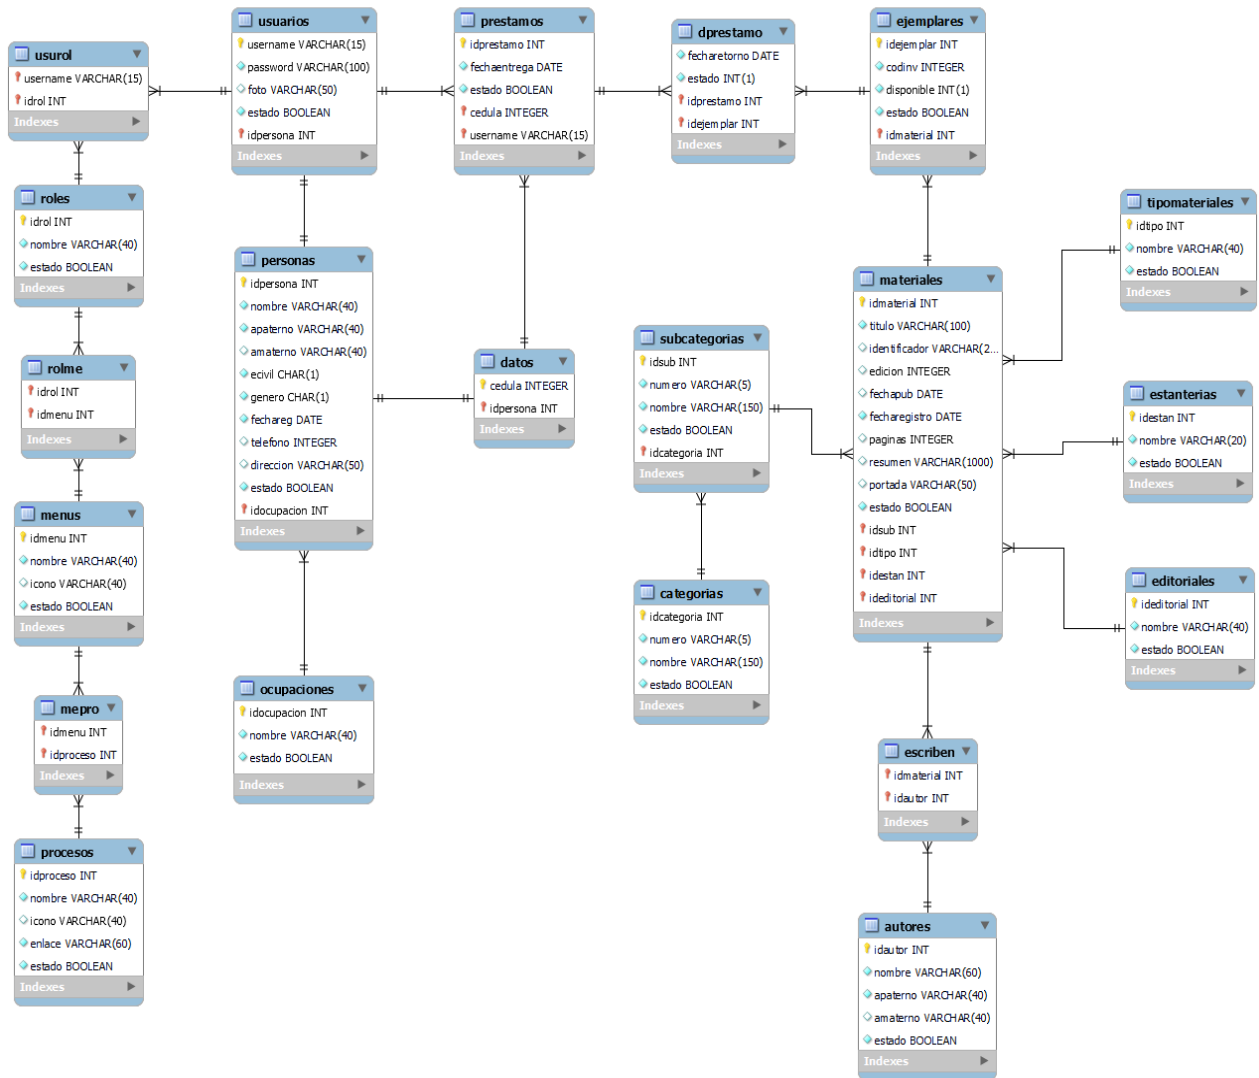 usurol
username VARCHAR(15)
idrol INT
Indexes
usuarios
username VARCHAR(15)
password VARCHAR(100)
foto VARCHAR(50)
estado BOOLEAN
idpersona INT
Indexes
prestamos
idprestamo INT
fechaentrega DATE
estado BOOLEAN
cedula INTEGER
username VARCHAR(15)
Indexes
dprestamo
fecharetorno DATE
estado INT(1)
idprestamo INT
idejemplar INT
Indexes
ejemplares
idejemplar INT
codinv INTEGER
disponible INT(1)
estado BOOLEAN
idmaterial INT
Indexes
roles
idrol INT
nombre VARCHAR(40)
estado BOOLEAN
Indexes
personas
idpersona INT
nombre VARCHAR(40)
apaterno VARCHAR(40)
amaterno VARCHAR(40)
ecivil CHAR(1)
genero CHAR(1)
fechareg DATE
telefono INTEGER
direccion VARCHAR(50)
estado BOOLEAN
idocupacion INT
Indexes
datos
cedula INTEGER
idpersona INT
Indexes
subcategorias
idsub INT
numero VARCHAR(5)
nombre VARCHAR(150)
estado BOOLEAN
idcategoria INT
Indexes
materiales
idmaterial INT
titulo VARCHAR(100)
identificador VARCHAR(2...
edicion INTEGER
fechapub DATE
fecharegistro DATE
paginas INTEGER
resumen VARCHAR(1000)
portada VARCHAR(50)
estado BOOLEAN
idsub INT
idtipo INT
idestan INT
ideditorial INT
Indexes
tipomateriales
idtipo INT
nombre VARCHAR(40)
estado BOOLEAN
Indexes
estanterias
idestan INT
nombre VARCHAR(20)
estado BOOLEAN
Indexes
editoriales
ideditorial INT
nombre VARCHAR(40)
estado BOOLEAN
Indexes
rolme
idrol INT
idmenu INT
Indexes
menus
idmenu INT
nombre VARCHAR(40)
icono VARCHAR(40)
estado BOOLEAN
Indexes
categorias
idcategoria INT
numero VARCHAR(5)
nombre VARCHAR(150)
estado BOOLEAN
Indexes
ocupaciones
idocupacion INT
nombre VARCHAR(40)
estado BOOLEAN
Indexes
mepro
idmenu INT
idproceso INT
Indexes
escriben
idmaterial INT
idautor INT
Indexes
procesos
idproceso INT
nombre VARCHAR(40)
icono VARCHAR(40)
enlace VARCHAR(60)
estado BOOLEAN
Indexes
autores
idautor INT
nombre VARCHAR(60)
apaterno VARCHAR(40)
amaterno VARCHAR(40)
estado BOOLEAN
Indexes